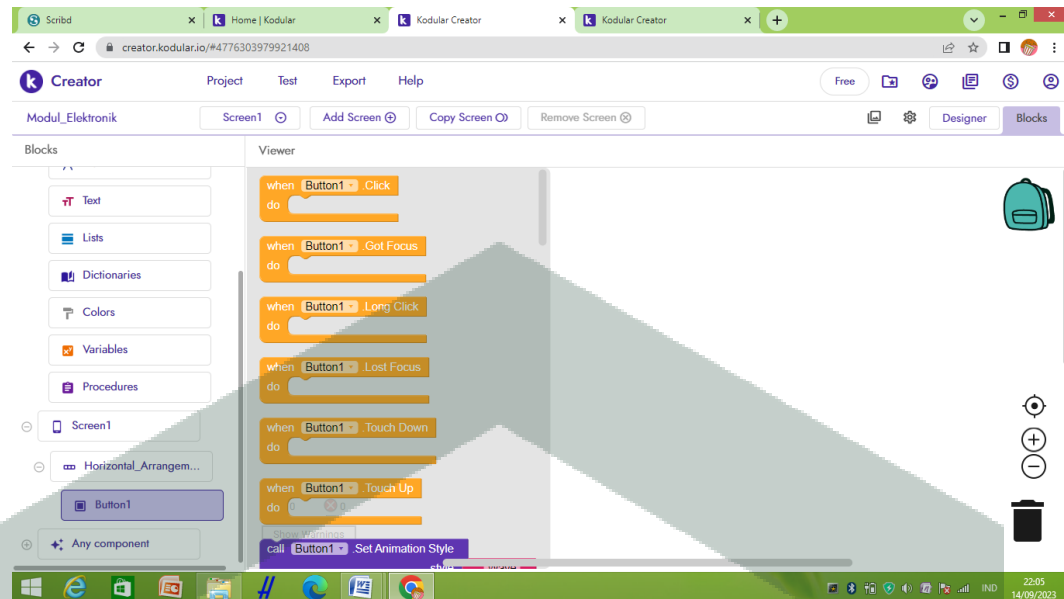 Scribd
Home | Kodular
Kodular Creator
Kodular Creator
creator.kodular.io/#4776303979921408
Creator
Project
Test
Export
Help
Free
Modul_Elektronik
Screen1
Add Screen
Copy Screen
Remove Screen
Designer
Blocks
Blocks
Viewer
Text
Lists
Dictionaries
Colors
Variables
Procedures
Screen1
Horizontal_Arrangem...
Button1
Any component
when Button1 .Click
do
when Button1 .Got Focus
do
when Button1 .Long Click
do
when Button1 .Lost Focus
do
when Button1 .Touch Down
do
when Button1 .Touch Up
do
0 0
Show Warnings
call Button1 .Set Animation Style
style
IND
22:05
14/09/2023